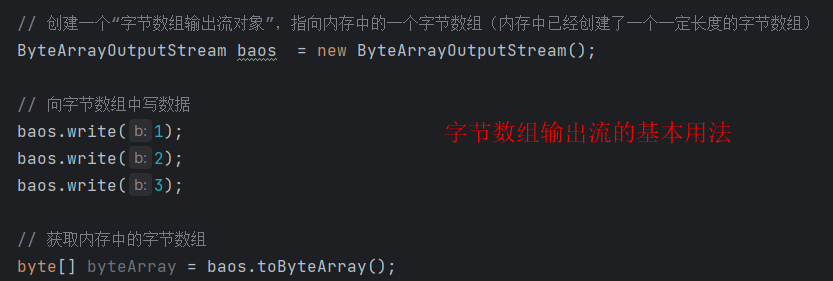 // 创建一个“字节数组输出流对象”，指向内存中的一个字节数组（内存中已经创建了一个一定长度的字节数组）
ByteArrayOutputStream baos  = new ByteArrayOutputStream();
// 向字节数组中写数据
baos.write( b: 1);
baos.write( b: 2);
baos.write( b: 3);
字节数组输出流的基本用法
// 获取内存中的字节数组
byte[] byteArray = baos.toByteArray();